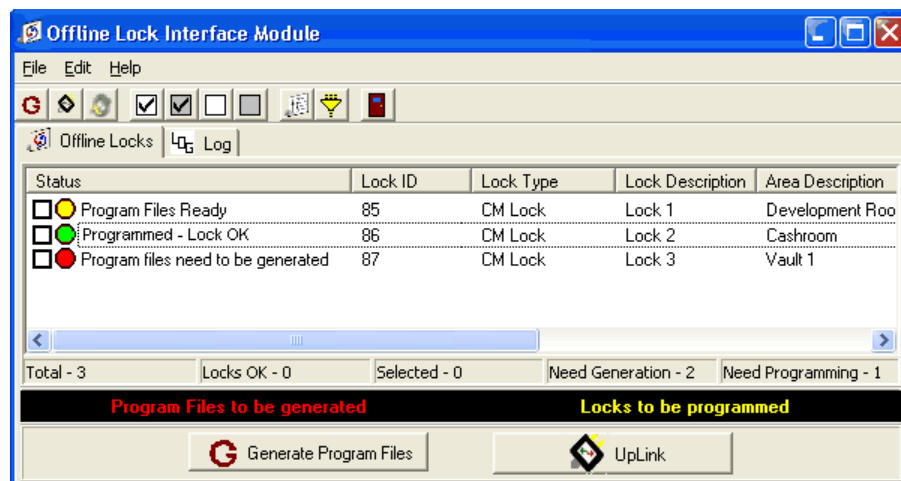 Offline Lock Interface Module
File Edit Help
Offline Locks LOG Log
Status Lock ID Lock Type Lock Description Area Description
Program Files Ready 85 CM Lock Lock 1 Development Roo
Programmed - Lock OK 86 CM Lock Lock 2 Cashroom
Program files need to be generated 87 CM Lock Lock 3 Vault 1
Total - 3 Locks OK - 0 Selected - 0 Need Generation - 2 Need Programming - 1
Program Files to be generated Locks to be programmed
G Generate Program Files UpLink